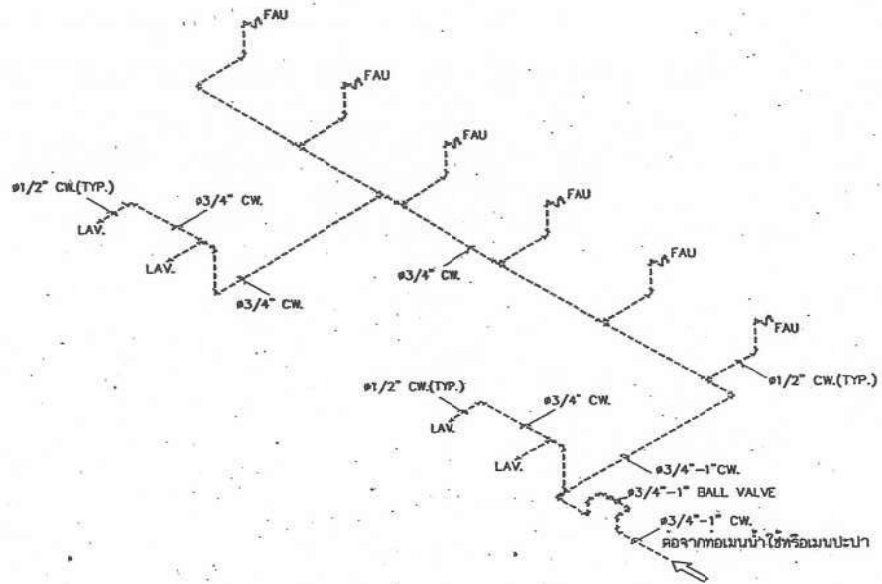 FAU
FAU
FAU
ø1/2" CW.(TYP.)
ø3/4" CW.
FAU
LAV.
LAV.
ø3/4" CW.
FAU
ø3/4" CW.
FAU
ø1/2" CW.(TYP.)
ø1/2" CW.(TYP.)
ø3/4" CW.
LAV.
LAV.
ø3/4"-1"CW.
ø3/4"-1" BALL VALVE
ø3/4"-1" CW.
ต่อจากท่อเมนน้ำใช้หรือเมนปะปา